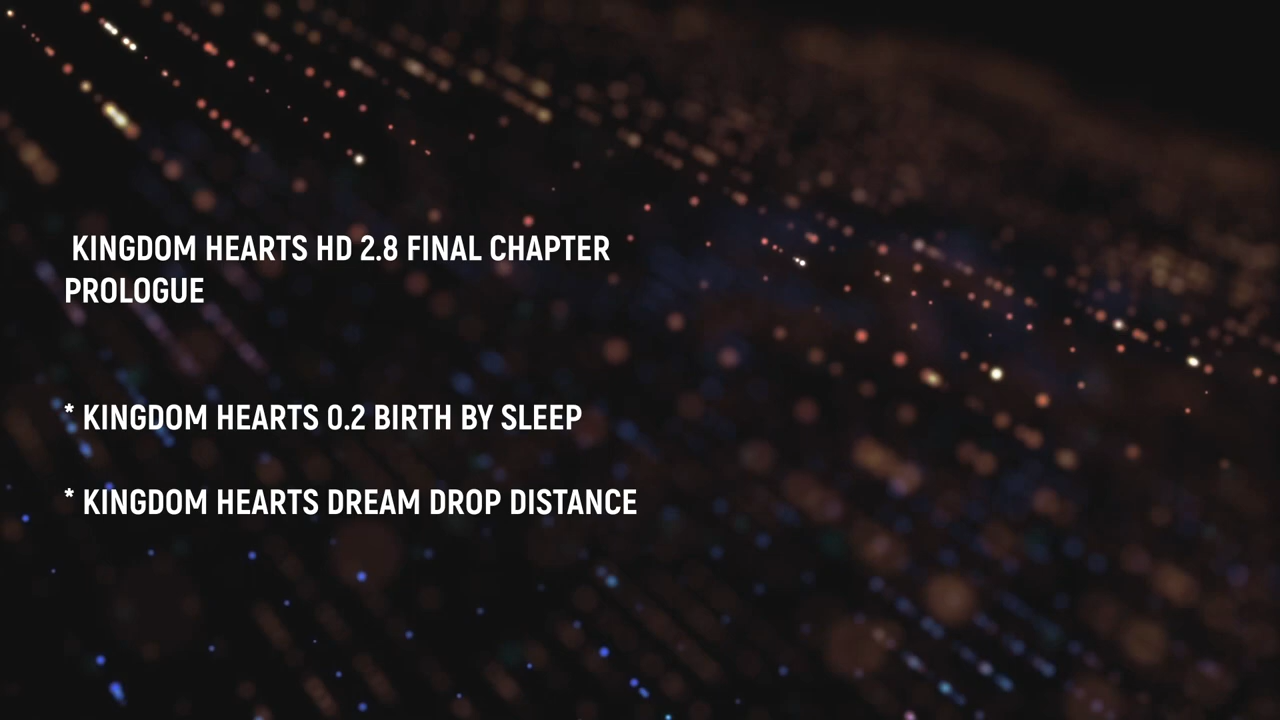 KINGDOM HEARTS HD 2.8 FINAL CHAPTER
PROLOGUE
* KINGDOM HEARTS 0.2 BIRTH BY SLEEP
* KINGDOM HEARTS DREAM DROP DISTANCE